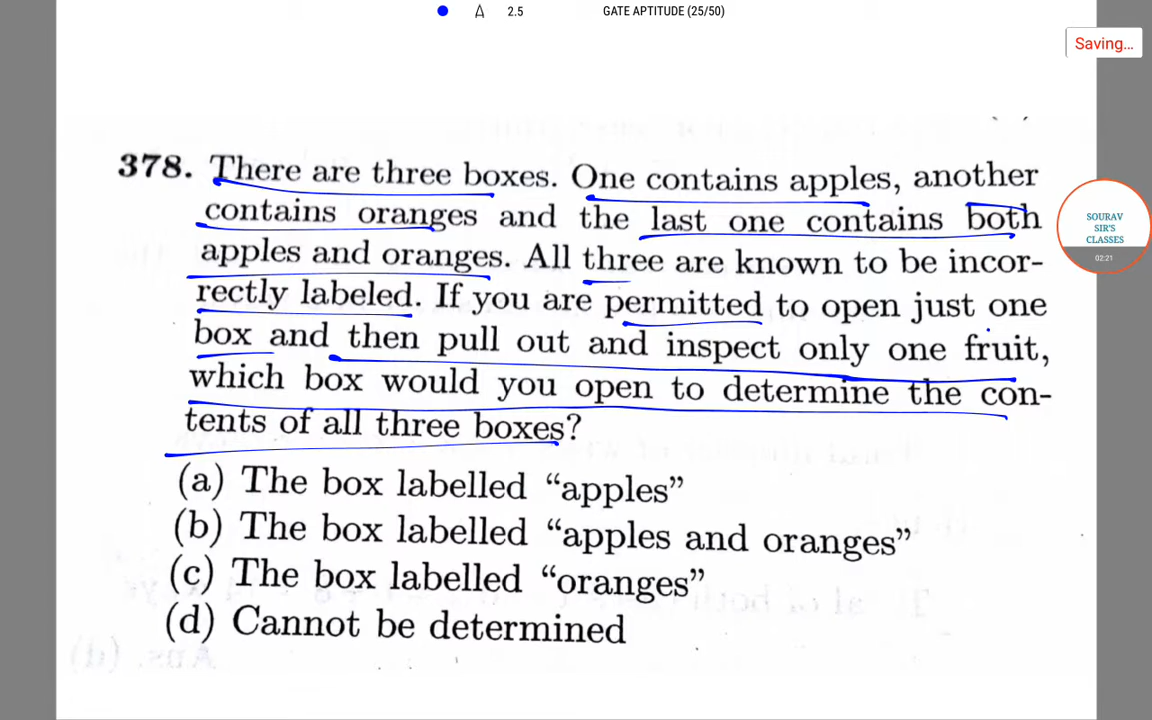 A 2.5 GATE APTITUDE (25/50)
Saving...
378. There are three boxes. One contains apples, another
contains oranges and the last one contains both
apples and oranges. All three are known to be incor-
rectly labeled. If you are permitted to open just one
box and then pull out and inspect only one fruit,
which box would you open to determine the con-
tents of all three boxes?
(a) The box labelled "apples"
(b) The box labelled "apples and oranges"
(c) The box labelled "oranges"
(d) Cannot be determined
SOURAV
SIR'S
CLASSES
02:21